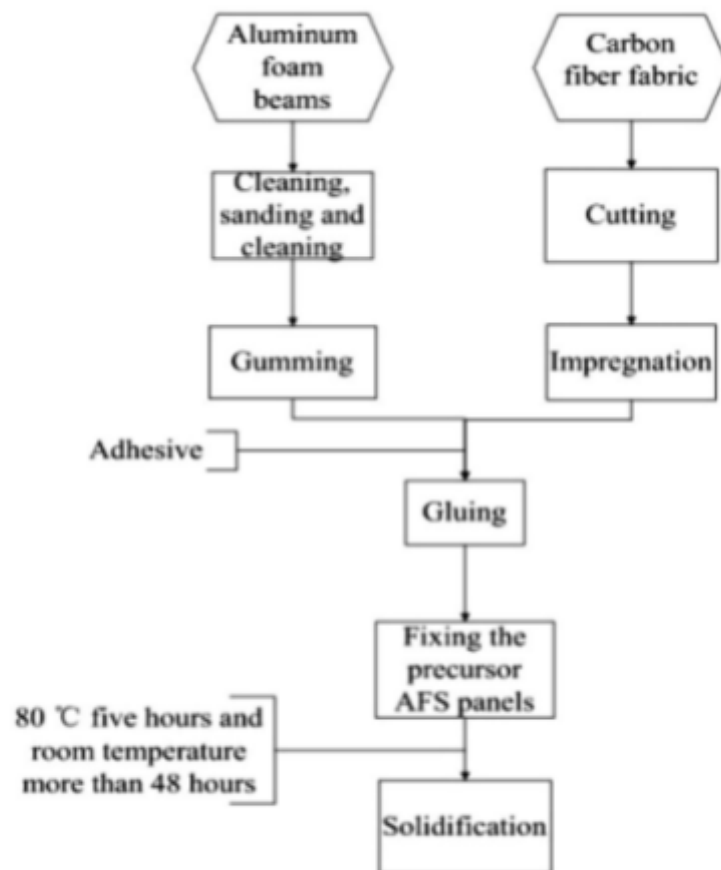 Aluminum
foam
beams
Carbon
fiber fabric
Cleaning,
sanding and
cleaning
Cutting
Gumming
Impregnation
Adhesive
Gluing
Fixing the
precursor
AFS panels
80 ℃ five hours and
room temperature
more than 48 hours
Solidification